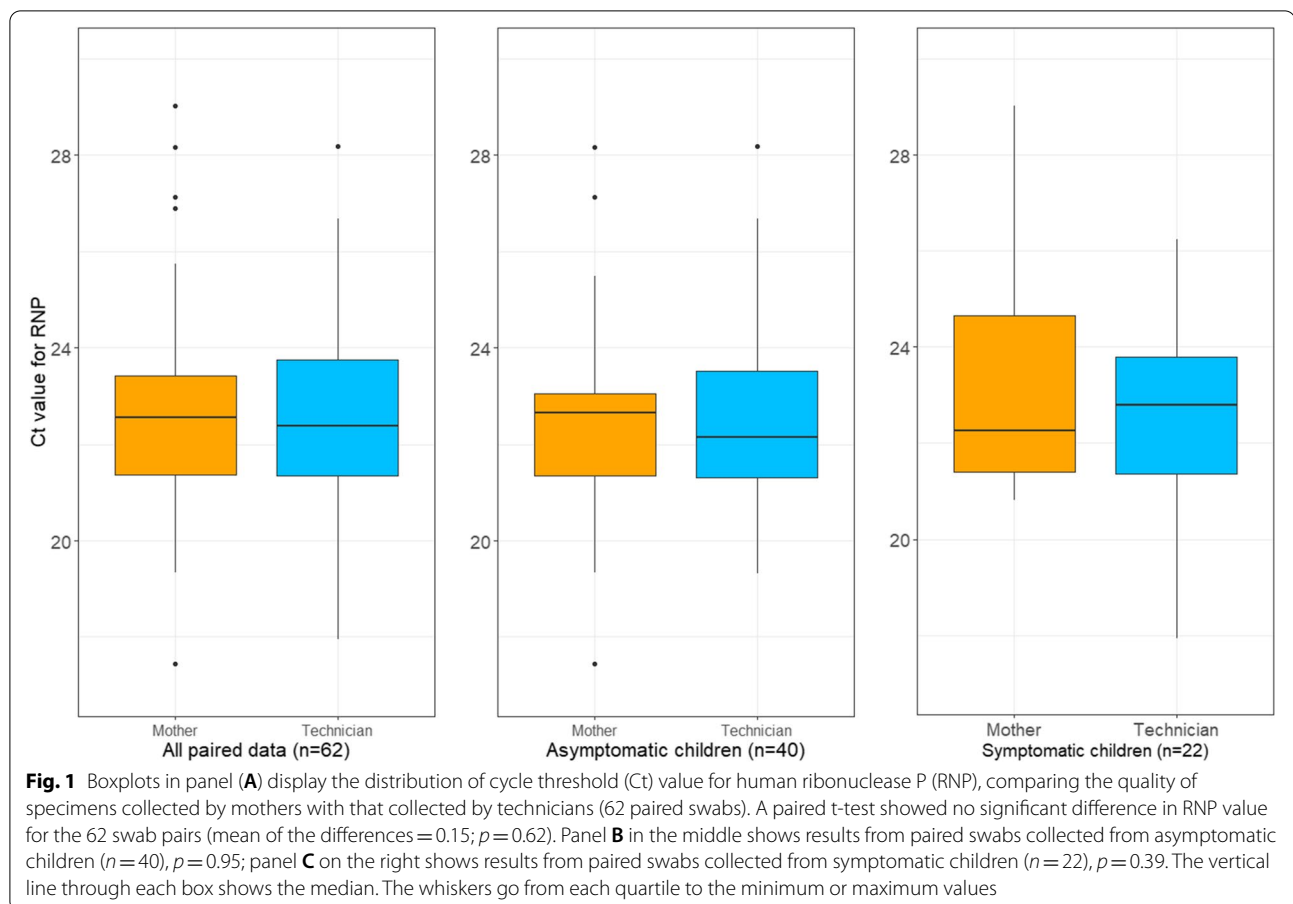 Ct value for RNP
28
24
20
Mother Technician
All paired data (n=62)
28
24
20
Mother Technician
Asymptomatic children (n=40)
28
24
20
Mother Technician
Symptomatic children (n=22)
Fig. 1 Boxplots in panel (A) display the distribution of cycle threshold (Ct) value for human ribonuclease P (RNP), comparing the quality of
specimens collected by mothers with that collected by technicians (62 paired swabs). A paired t-test showed no significant difference in RNP value
for the 62 swab pairs (mean of the differences = 0.15; p = 0.62). Panel B in the middle shows results from paired swabs collected from asymptomatic
children (n = 40), p = 0.95; panel C on the right shows results from paired swabs collected from symptomatic children (n = 22), p = 0.39. The vertical
line through each box shows the median. The whiskers go from each quartile to the minimum or maximum values